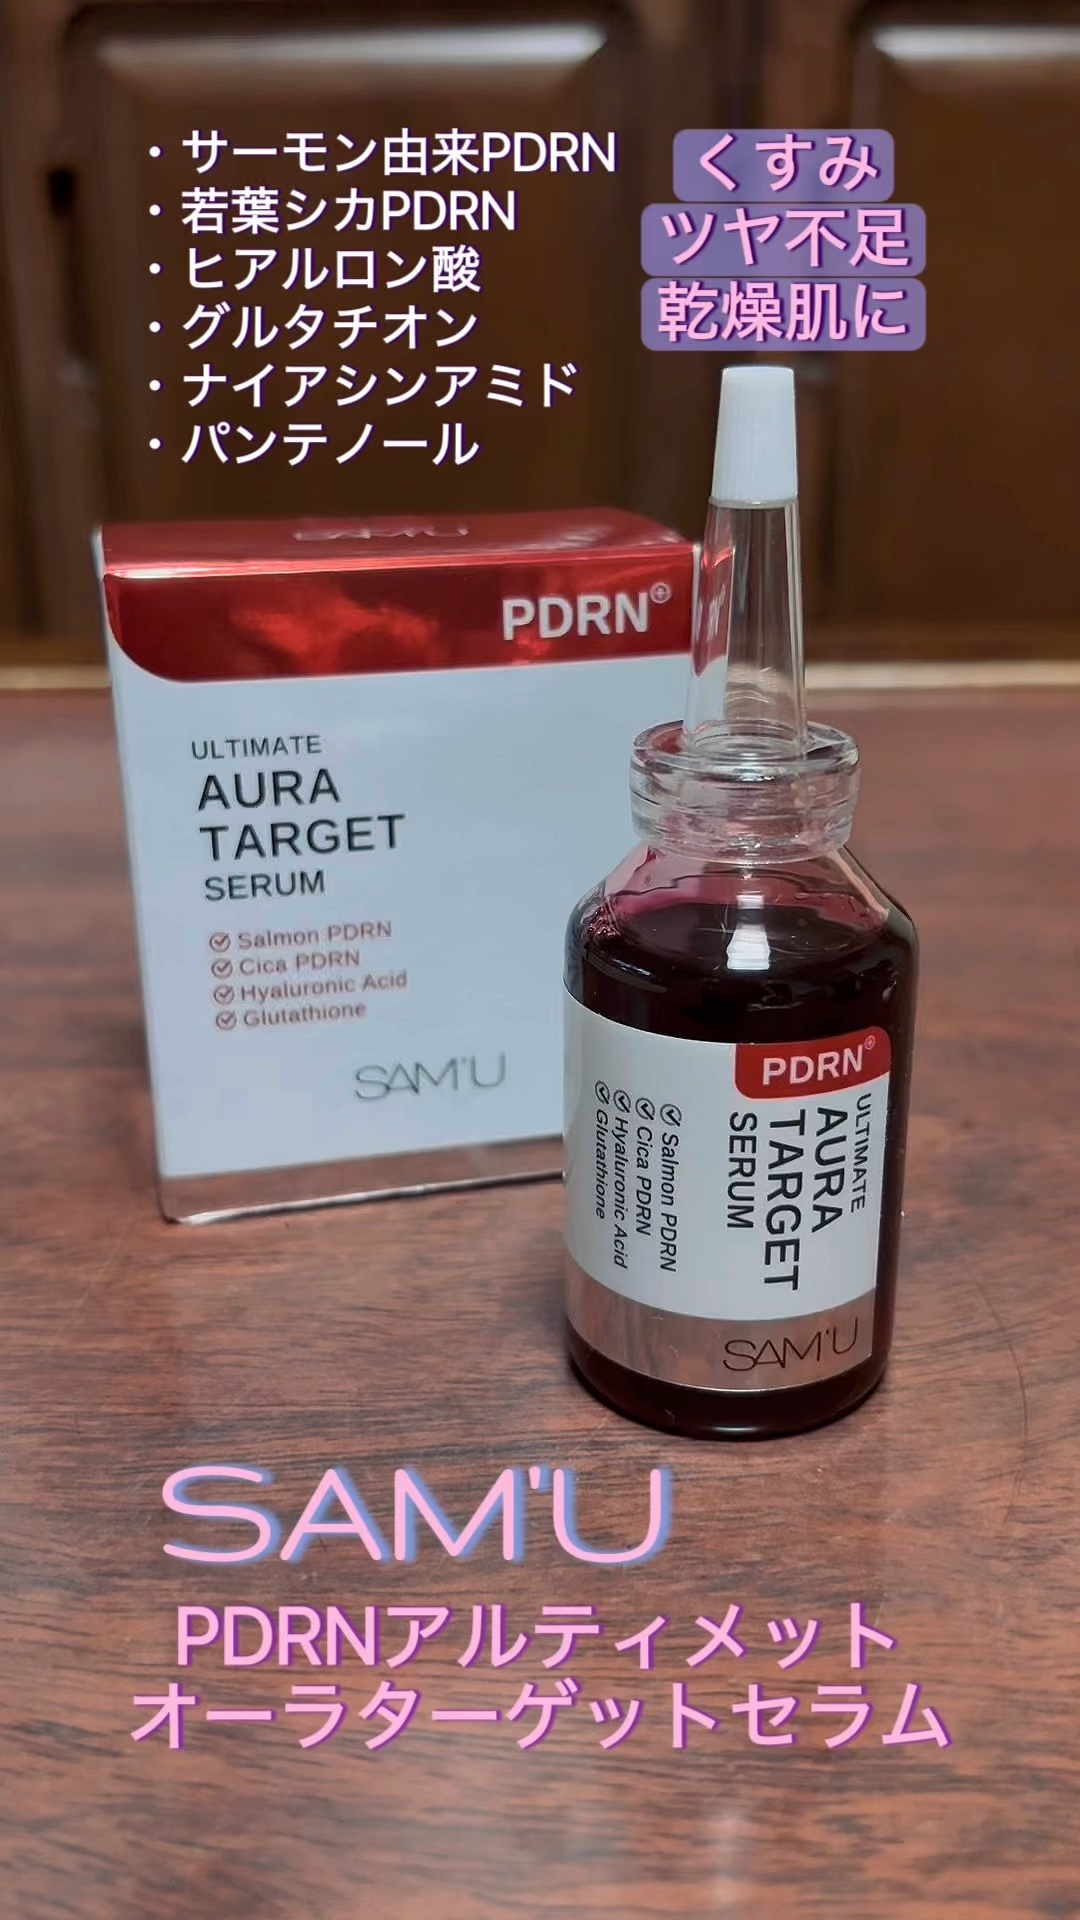 ・サーモン由来PDRN
・若葉シカPDRN
・ヒアルロン酸
・グルタチオン
・ナイアシンアミド
・パンテノール
くすみ
ツヤ不足
乾燥肌に
SAM'U
PDRN
ULTIMATE
AURA
TARGET
SERUM
Salmon PDRN
Cica PDRN
Hyaluronic Acid
Glutathione
SAM'U
PDRN
ULTIMATE
AURA
TARGET
SERUM
Salmon PDRN
Cica PDRN
Hyaluronic Acid
Glutathione
SAM'U
SAM'U
PDRNアルティメット
オーラターゲットセラム